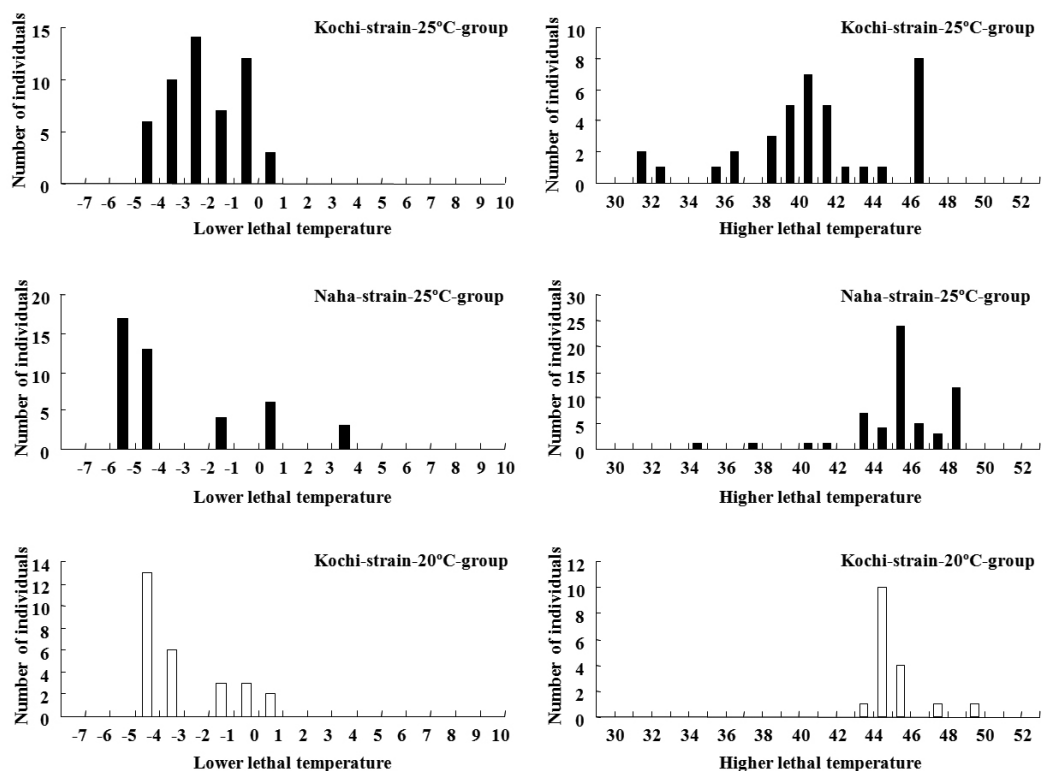 Kochi-strain-25°C-group
Number of individuals
15
10
5
0
-7 -6 -5 -4 -3 -2 -1 0 1 2 3 4 5 6 7 8 9 10
Lower lethal temperature
Kochi-strain-25°C-group
Number of individuals
10
8
6
4
2
0
30 32 34 36 38 40 42 44 46 48 50 52
Higher lethal temperature
Naha-strain-25°C-group
Number of individuals
20
15
10
5
0
-7 -6 -5 -4 -3 -2 -1 0 1 2 3 4 5 6 7 8 9 10
Lower lethal temperature
Naha-strain-25°C-group
Number of individuals
30
25
20
15
10
5
0
30 32 34 36 38 40 42 44 46 48 50 52
Higher lethal temperature
Kochi-strain-20°C-group
Number of individuals
14
12
10
8
6
4
2
0
-7 -6 -5 -4 -3 -2 -1 0 1 2 3 4 5 6 7 8 9 10
Lower lethal temperature
Kochi-strain-20°C-group
Number of individuals
12
10
8
6
4
2
0
30 32 34 36 38 40 42 44 46 48 50 52
Higher lethal temperature